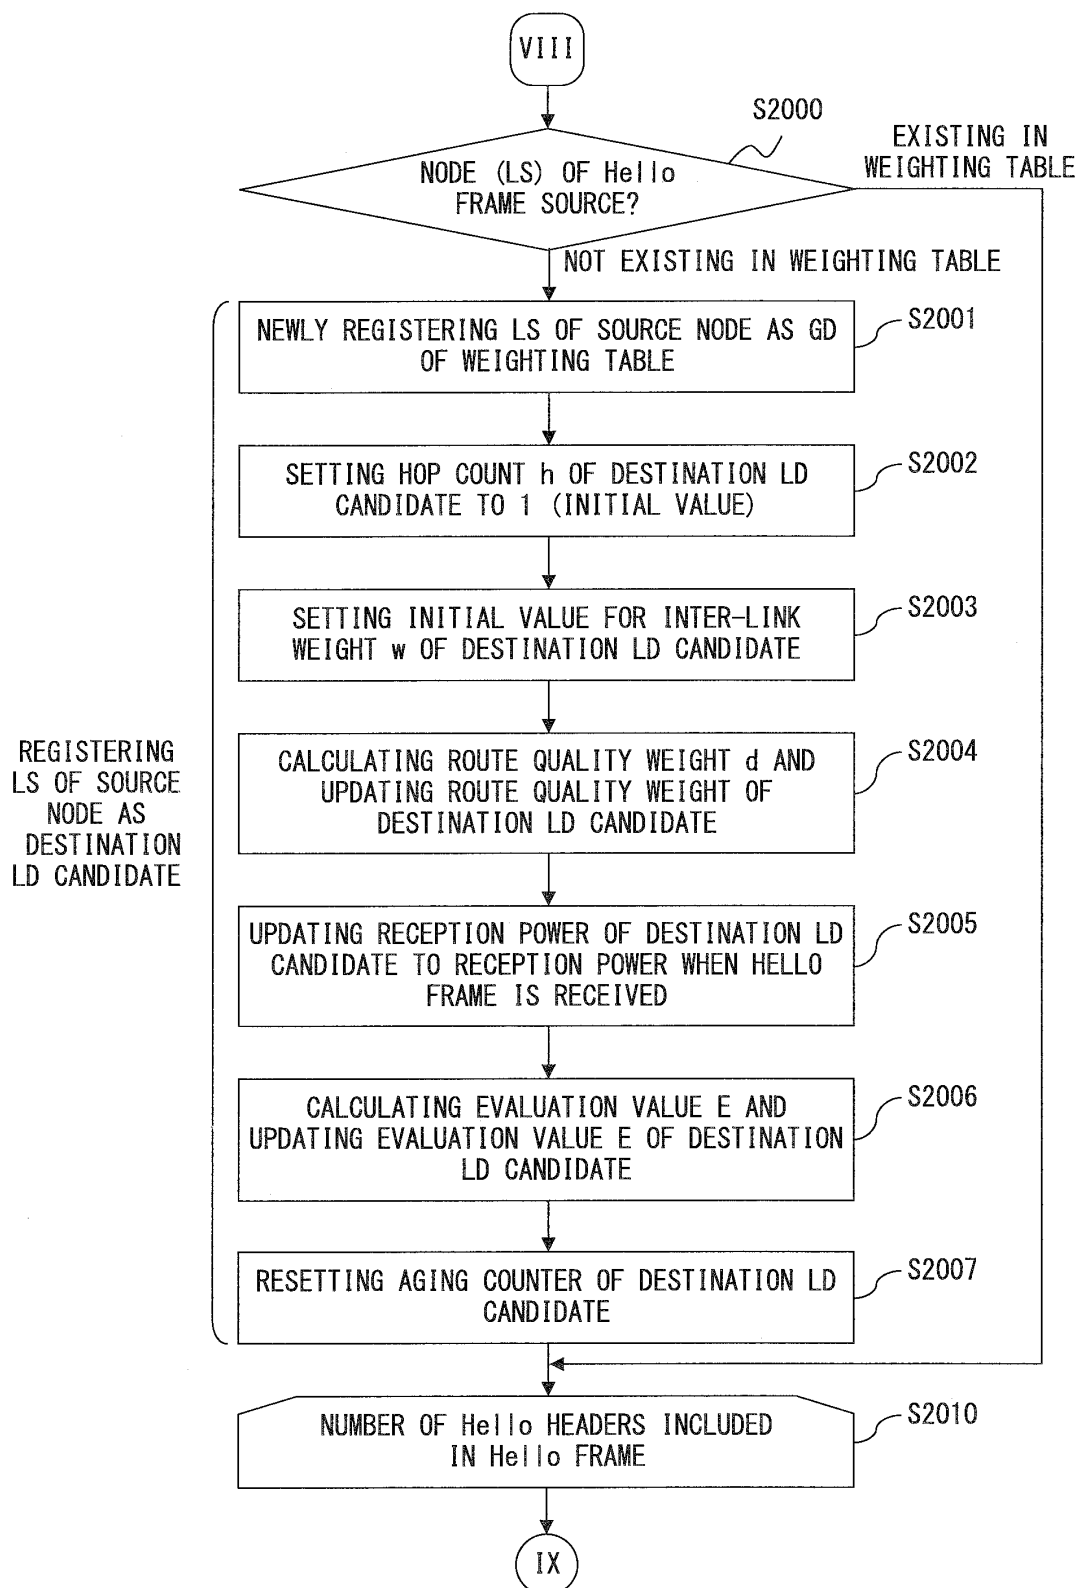 VIII
S2000
EXISTING IN
WEIGHTING TABLE
NODE (LS) OF Hello
FRAME SOURCE?
NOT EXISTING IN WEIGHTING TABLE
NEWLY REGISTERING LS OF SOURCE NODE AS GD
OF WEIGHTING TABLE
S2001
SETTING HOP COUNT h OF DESTINATION LD
CANDIDATE TO 1 (INITIAL VALUE)
S2002
SETTING INITIAL VALUE FOR INTER-LINK
WEIGHT w OF DESTINATION LD CANDIDATE
S2003
REGISTERING
LS OF SOURCE
NODE AS
DESTINATION
LD CANDIDATE
CALCULATING ROUTE QUALITY WEIGHT d AND
UPDATING ROUTE QUALITY WEIGHT OF
DESTINATION LD CANDIDATE
S2004
UPDATING RECEPTION POWER OF DESTINATION LD
CANDIDATE TO RECEPTION POWER WHEN HELLO
FRAME IS RECEIVED
S2005
CALCULATING EVALUATION VALUE E AND
UPDATING EVALUATION VALUE E OF DESTINATION
LD CANDIDATE
S2006
RESETTING AGING COUNTER OF DESTINATION LD
CANDIDATE
S2007
NUMBER OF Hello HEADERS INCLUDED
IN Hello FRAME
S2010
IX